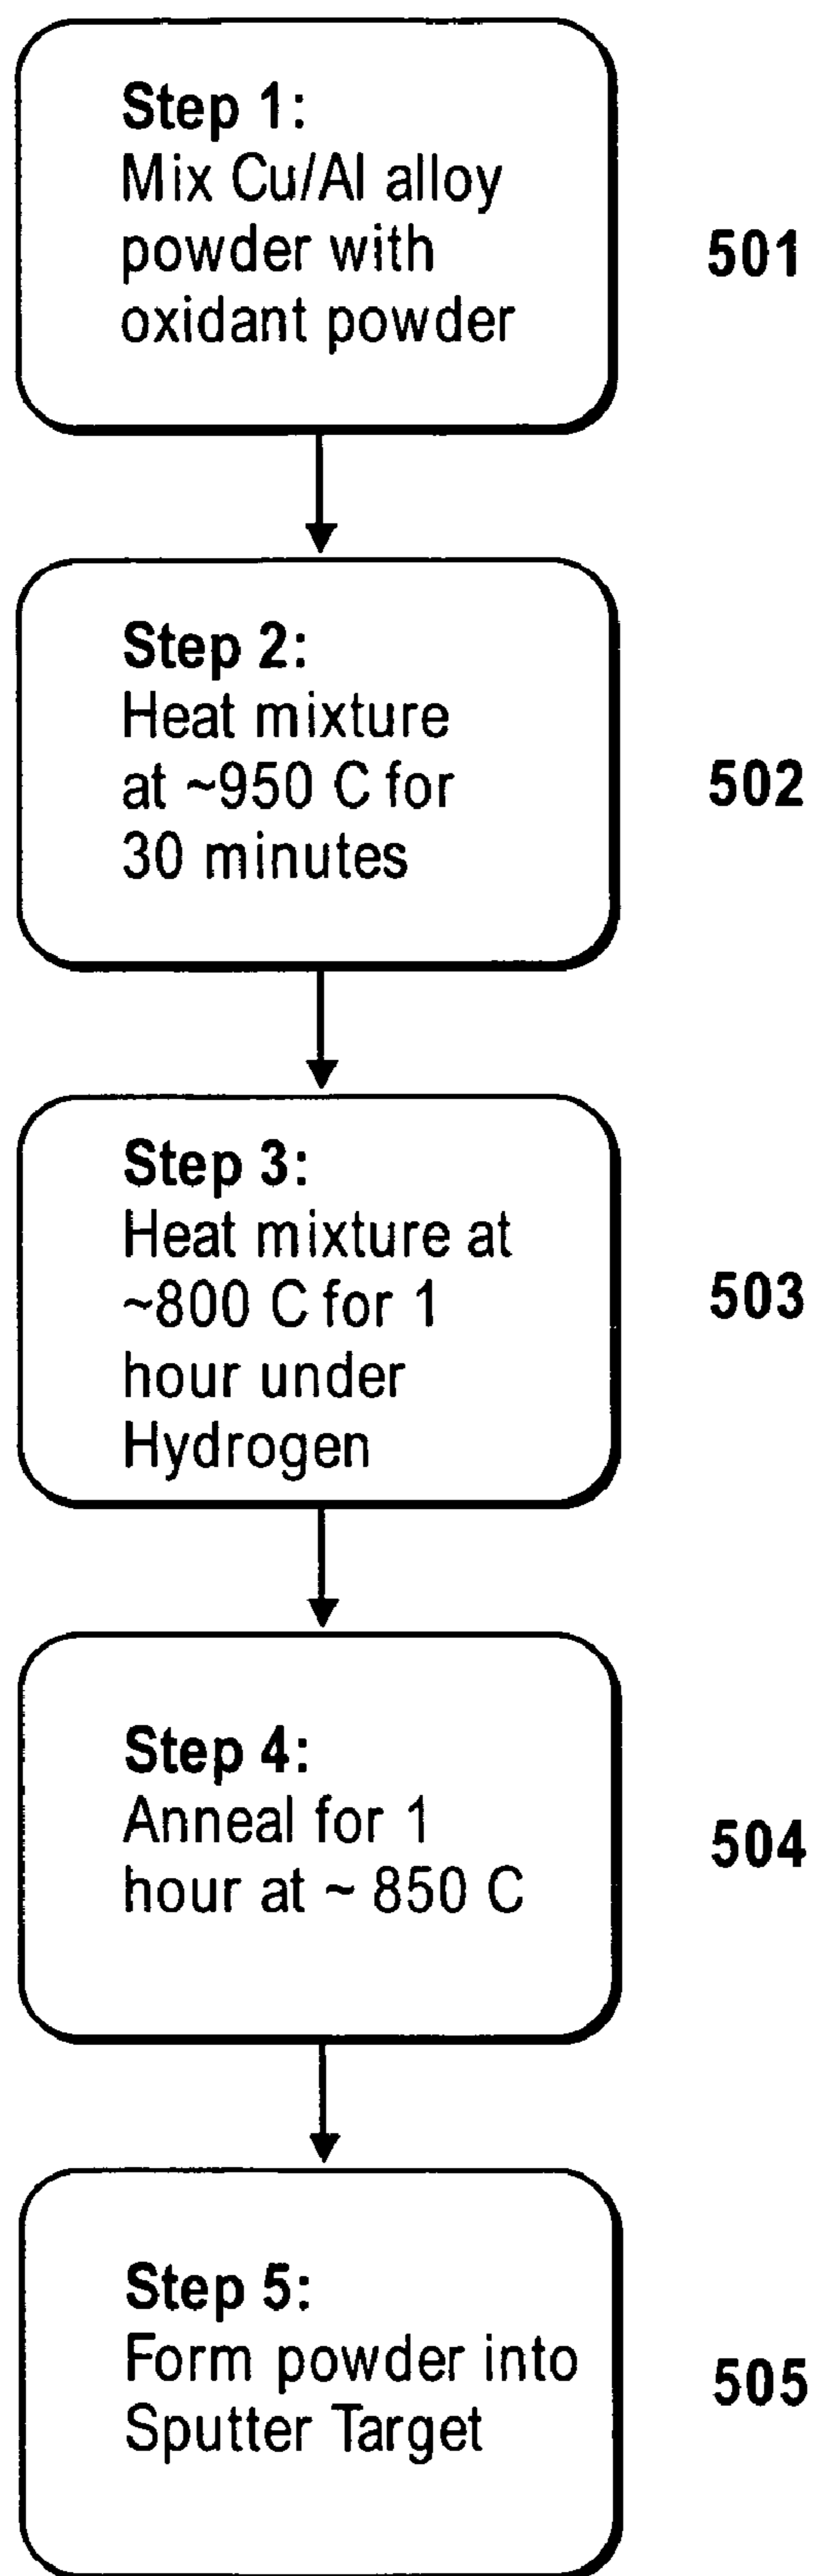 Step 1:
Mix Cu/Al alloy
powder with
oxidant powder
501
Step 2:
Heat mixture
at ~950 C for
30 minutes
502
Step 3:
Heat mixture at
~800 C for 1
hour under
Hydrogen
503
Step 4:
Anneal for 1
hour at ~ 850 C
504
Step 5:
Form powder into
Sputter Target
505